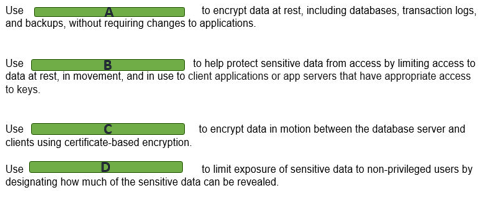 Use A to encrypt data at rest, including databases, transaction logs,
and backups, without requiring changes to applications.
Use B to help protect sensitive data from access by limiting access to
data at rest, in movement, and in use to client applications or app servers that have appropriate access
to keys.
Use C to encrypt data in motion between the database server and
clients using certificate-based encryption.
Use D to limit exposure of sensitive data to non-privileged users by
designating how much of the sensitive data can be revealed.